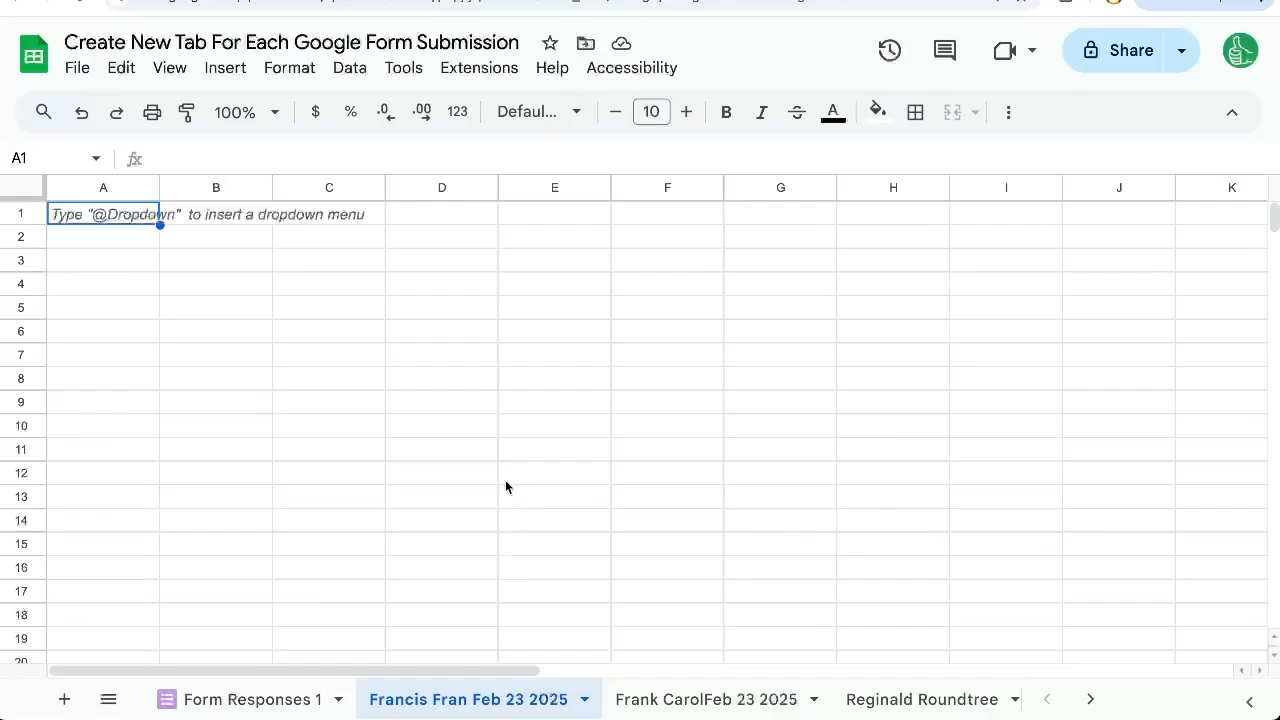 Create New Tab For Each Google Form Submission
File Edit View Insert Format Data Tools Extensions Help Accessibility
Share
100% $ % .0 .00 123 Defaul... 10 B I A
A1 fx
A B C D E F G H I J K
1 Type "@Dropdown" to insert a dropdown menu
2
3
4
5
6
7
8
9
10
11
12
13
14
15
16
17
18
19
20
Form Responses 1 Francis Fran Feb 23 2025 Frank CarolFeb 23 2025 Reginald Roundtree